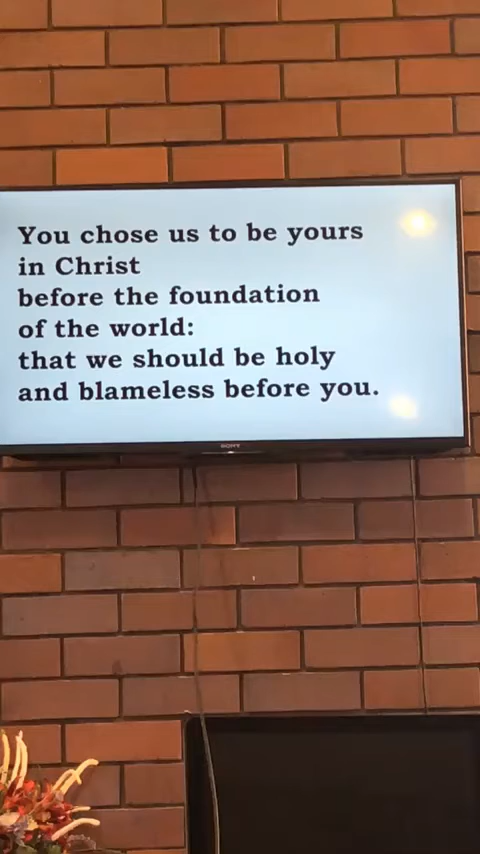 You chose us to be yours
in Christ
before the foundation
of the world:
that we should be holy
and blameless before you.
SONY